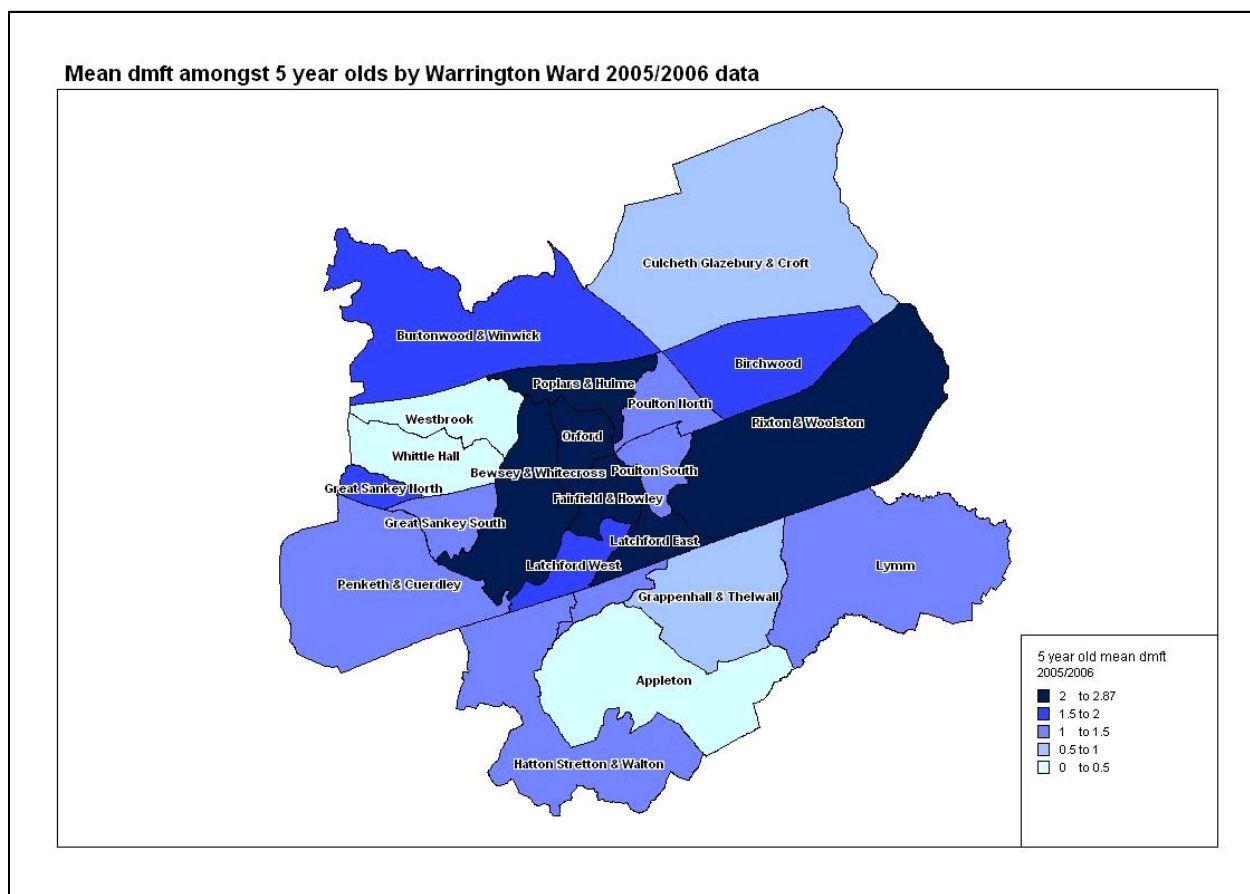 Mean dmft amongst 5 year olds by Warrington Ward 2005/2006 data
Culcheth Glazebury & Croft
Burtonwood & Winwick
Birchwood
Poplars & Hulme
Poulton North
Westbrook
Rixton & Woolston
Orford
Whittle Hall
Bewsey & Whitecross
Poulton South
Great Sankey North
Fairfield & Howley
Great Sankey South
Latchford East
Latchford West
Lymm
Penketh & Cuerdley
Grappenhall & Thelwall
Appleton
Hatton Stretton & Walton
5 year old mean dmft
2005/2006
2 to 2.87
1.5 to 2
1 to 1.5
0.5 to 1
0 to 0.5